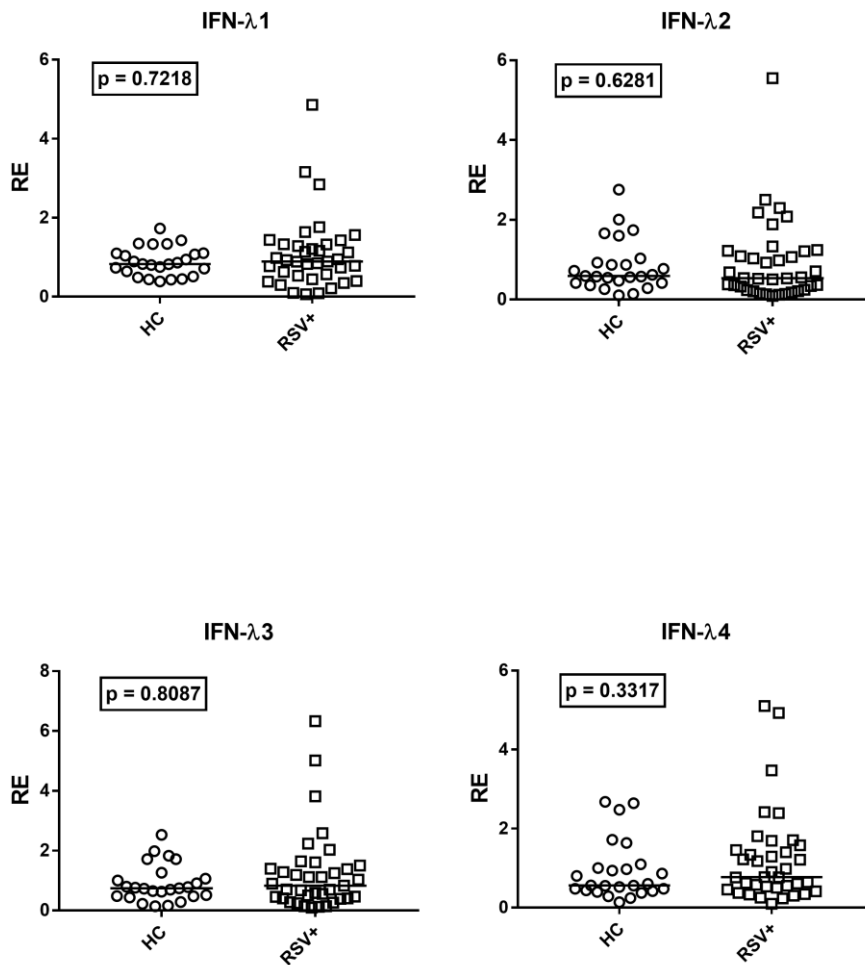 IFN-λ1
p = 0.7218
RE
6
4
2
0
HC
RSV+
IFN-λ2
p = 0.6281
RE
6
4
2
0
HC
RSV+
IFN-λ3
p = 0.8087
RE
8
6
4
2
0
HC
RSV+
IFN-λ4
p = 0.3317
RE
6
4
2
0
HC
RSV+